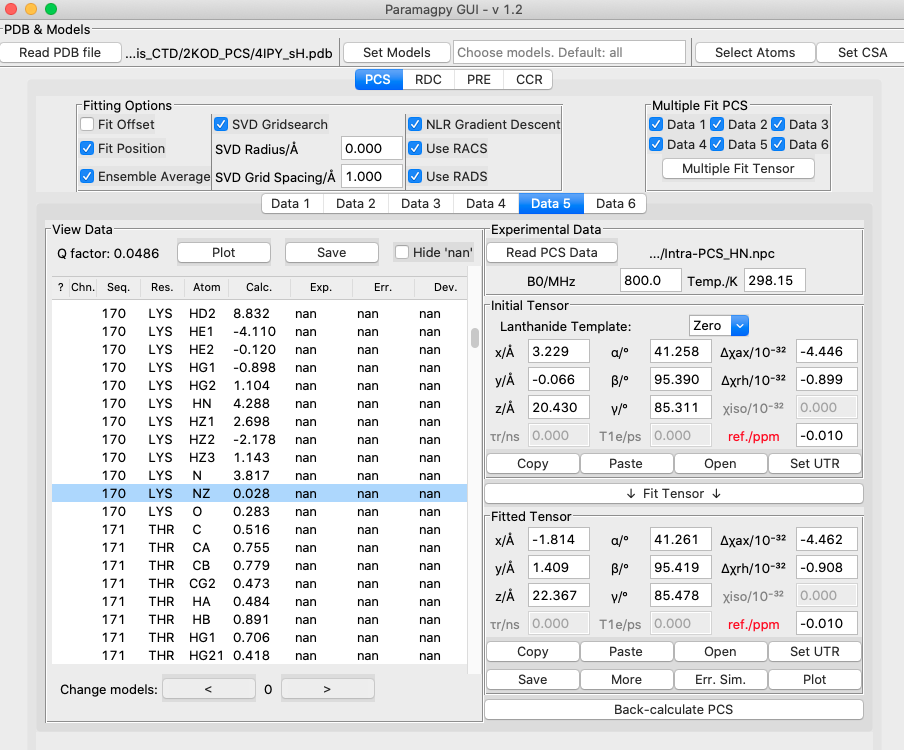 Paramagpy GUI - v 1.2
PDB & Models
Read PDB file ...is_CTD/2KOD_PCS/4IPY_sH.pdb Set Models Choose models. Default: all Select Atoms Set CSA
PCS RDC PRE CCR
Fitting Options
Fit Offset SVD Gridsearch NLR Gradient Descent
Fit Position SVD Radius/Å 0.000 Use RACS
Ensemble Average SVD Grid Spacing/Å 1.000 Use RADS
Multiple Fit PCS
Data 1 Data 2 Data 3
Data 4 Data 5 Data 6
Multiple Fit Tensor
Data 1 Data 2 Data 3 Data 4 Data 5 Data 6
View Data
Q factor: 0.0486 Plot Save Hide 'nan'
? Chn. Seq. Res. Atom Calc. Exp. Err. Dev.
170 LYS HD2 8.832 nan nan nan
170 LYS HE1 -4.110 nan nan nan
170 LYS HE2 -0.120 nan nan nan
170 LYS HG1 -0.898 nan nan nan
170 LYS HG2 1.104 nan nan nan
170 LYS HN 4.288 nan nan nan
170 LYS HZ1 2.698 nan nan nan
170 LYS HZ2 -2.178 nan nan nan
170 LYS HZ3 1.143 nan nan nan
170 LYS N 3.817 nan nan nan
170 LYS NZ 0.028 nan nan nan
170 LYS O 0.283 nan nan nan
171 THR C 0.516 nan nan nan
171 THR CA 0.755 nan nan nan
171 THR CB 0.779 nan nan nan
171 THR CG2 0.473 nan nan nan
171 THR HA 0.484 nan nan nan
171 THR HB 0.891 nan nan nan
171 THR HG1 0.706 nan nan nan
171 THR HG21 0.418 nan nan nan
Change models: < 0 >
Experimental Data
Read PCS Data .../Intra-PCS_HN.npc
B0/MHz 800.0 Temp./K 298.15
Initial Tensor
Lanthanide Template: Zero
x/Å 3.229 α/° 41.258 Δχax/10⁻³² -4.446
y/Å -0.066 β/° 95.390 Δχrh/10⁻³² -0.899
z/Å 20.430 γ/° 85.311 χiso/10⁻³² 0.000
τr/ns 0.000 T1e/ps 0.000 ref./ppm -0.010
Copy Paste Open Set UTR
↓ Fit Tensor ↓
Fitted Tensor
x/Å -1.814 α/° 41.261 Δχax/10⁻³² -4.462
y/Å 1.409 β/° 95.419 Δχrh/10⁻³² -0.908
z/Å 22.367 γ/° 85.478 χiso/10⁻³² 0.000
τr/ns 0.000 T1e/ps 0.000 ref./ppm -0.010
Copy Paste Open Set UTR
Save More Err. Sim. Plot
Back-calculate PCS